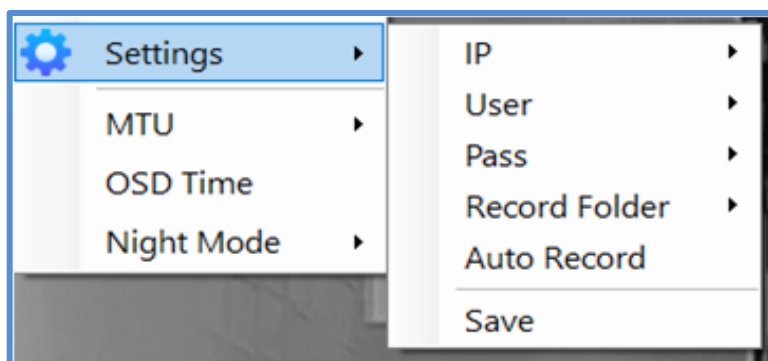 Settings
MTU
OSD Time
Night Mode
IP
User
Pass
Record Folder
Auto Record
Save